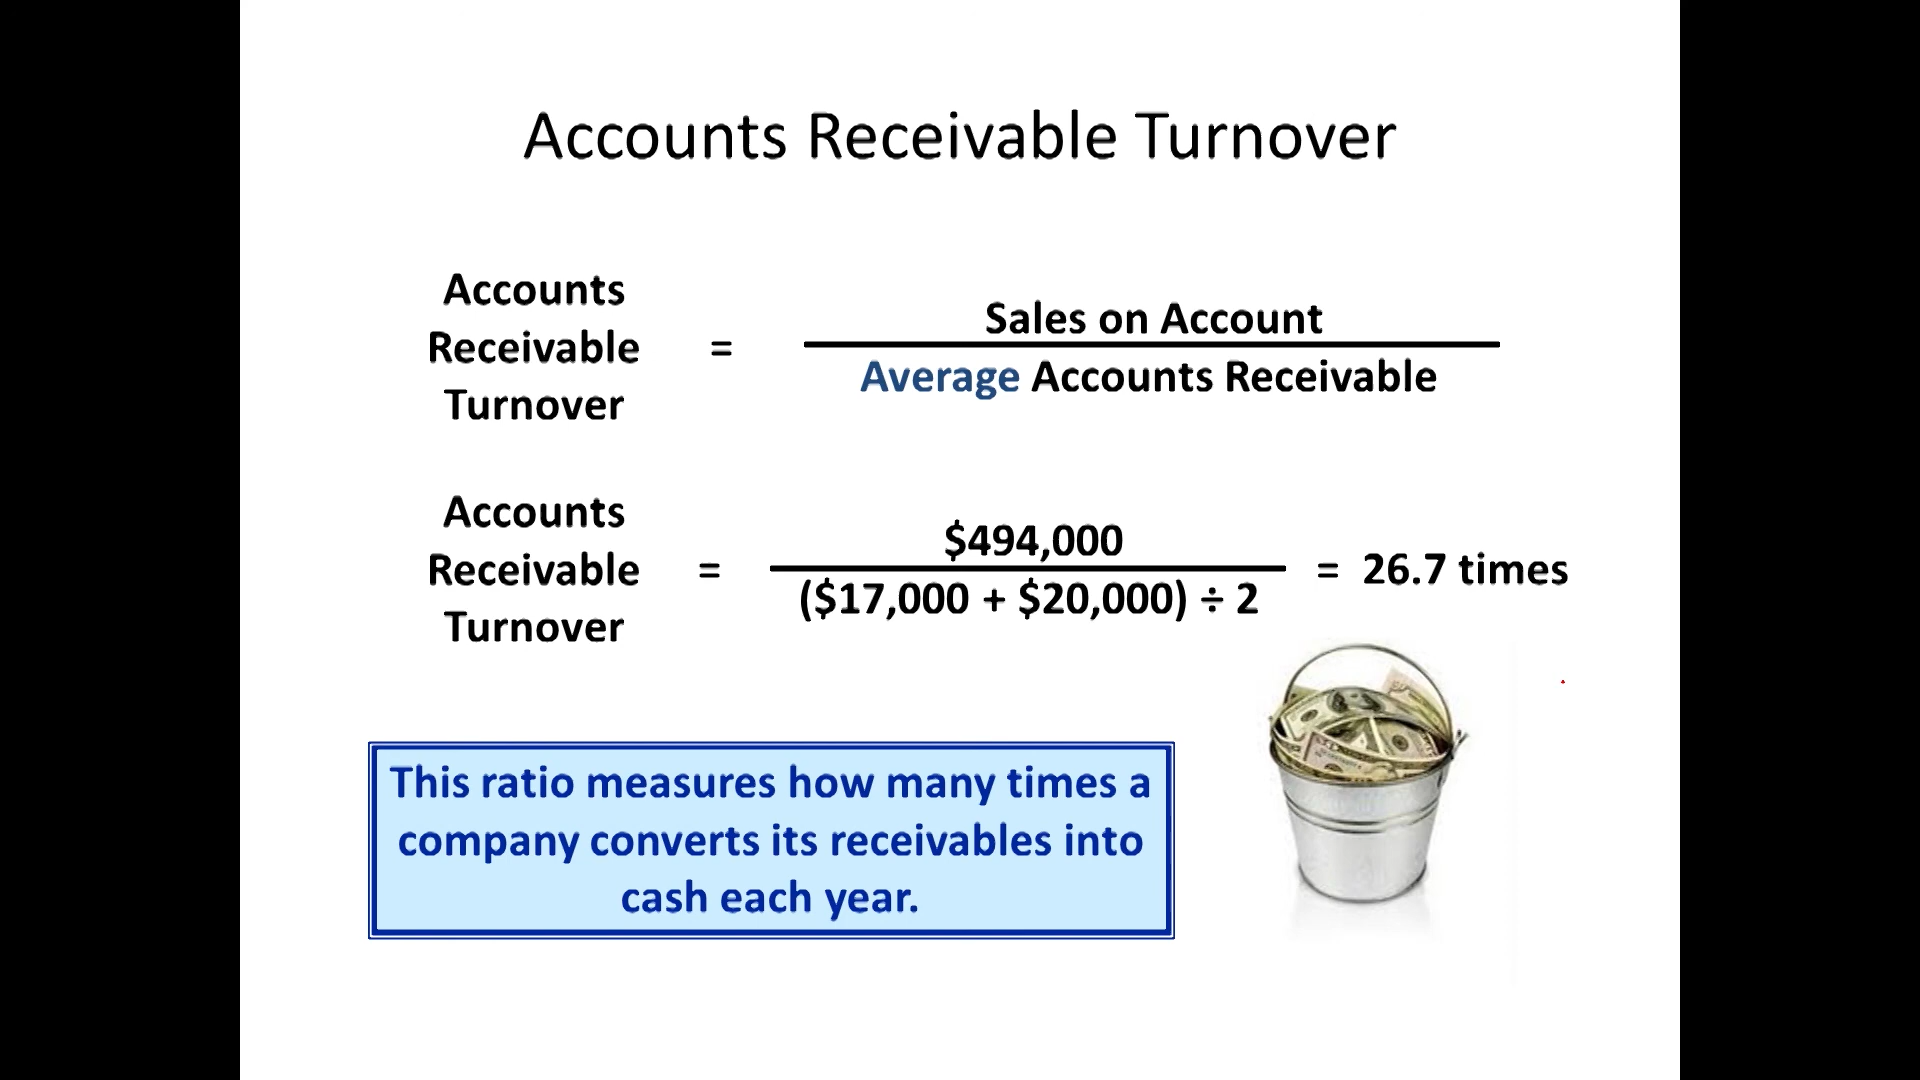 Accounts Receivable Turnover
Accounts
Receivable
Turnover
=
Sales on Account
Average Accounts Receivable
Accounts
Receivable
Turnover
=
$494,000
($17,000 + $20,000) ÷ 2
= 26.7 times
This ratio measures how many times a
company converts its receivables into
cash each year.